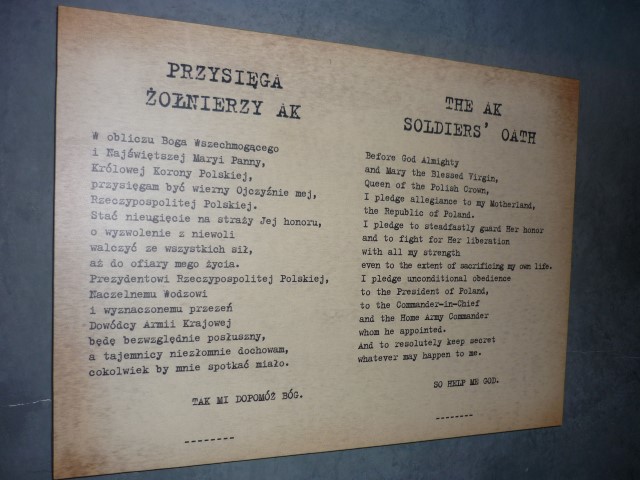 PRZYSIĘGA
ŻOŁNIERZY AK
W obliczu Boga Wszechmogącego
i Najświętszej Maryi Panny,
Królowej Korony Polskiej,
przysięgam być wierny Ojczyźnie mej,
Rzeczypospolitej Polskiej.
Stać nieugięcie na straży Jej honoru,
o wyzwolenie z niewoli
walczyć ze wszystkich sił,
aż do ofiary mego życia.
Prezydentowi Rzeczypospolitej Polskiej,
Naczelnemu Wodzowi
i wyznaczonemu przezeń
Dowódcy Armii Krajowej
będę bezwzględnie posłuszny,
a tajemnicy niezłomnie dochowam,
cokolwiek by mnie spotkać miało.
TAK MI DOPOMÓŻ BÓG.
--------
THE AK
SOLDIERS' OATH
Before God Almighty
and Mary the Blessed Virgin,
Queen of the Polish Crown,
I pledge allegiance to my Motherland,
the Republic of Poland.
I pledge to steadfastly guard Her honor
and to fight for Her liberation
with all my strength
even to the extent of sacrificing my own life.
I pledge unconditional obedience
to the President of Poland,
to the Commander-in-Chief
and the Home Army Commander
whom he appointed.
And to resolutely keep secret
whatever may happen to me.
SO HELP ME GOD.
--------